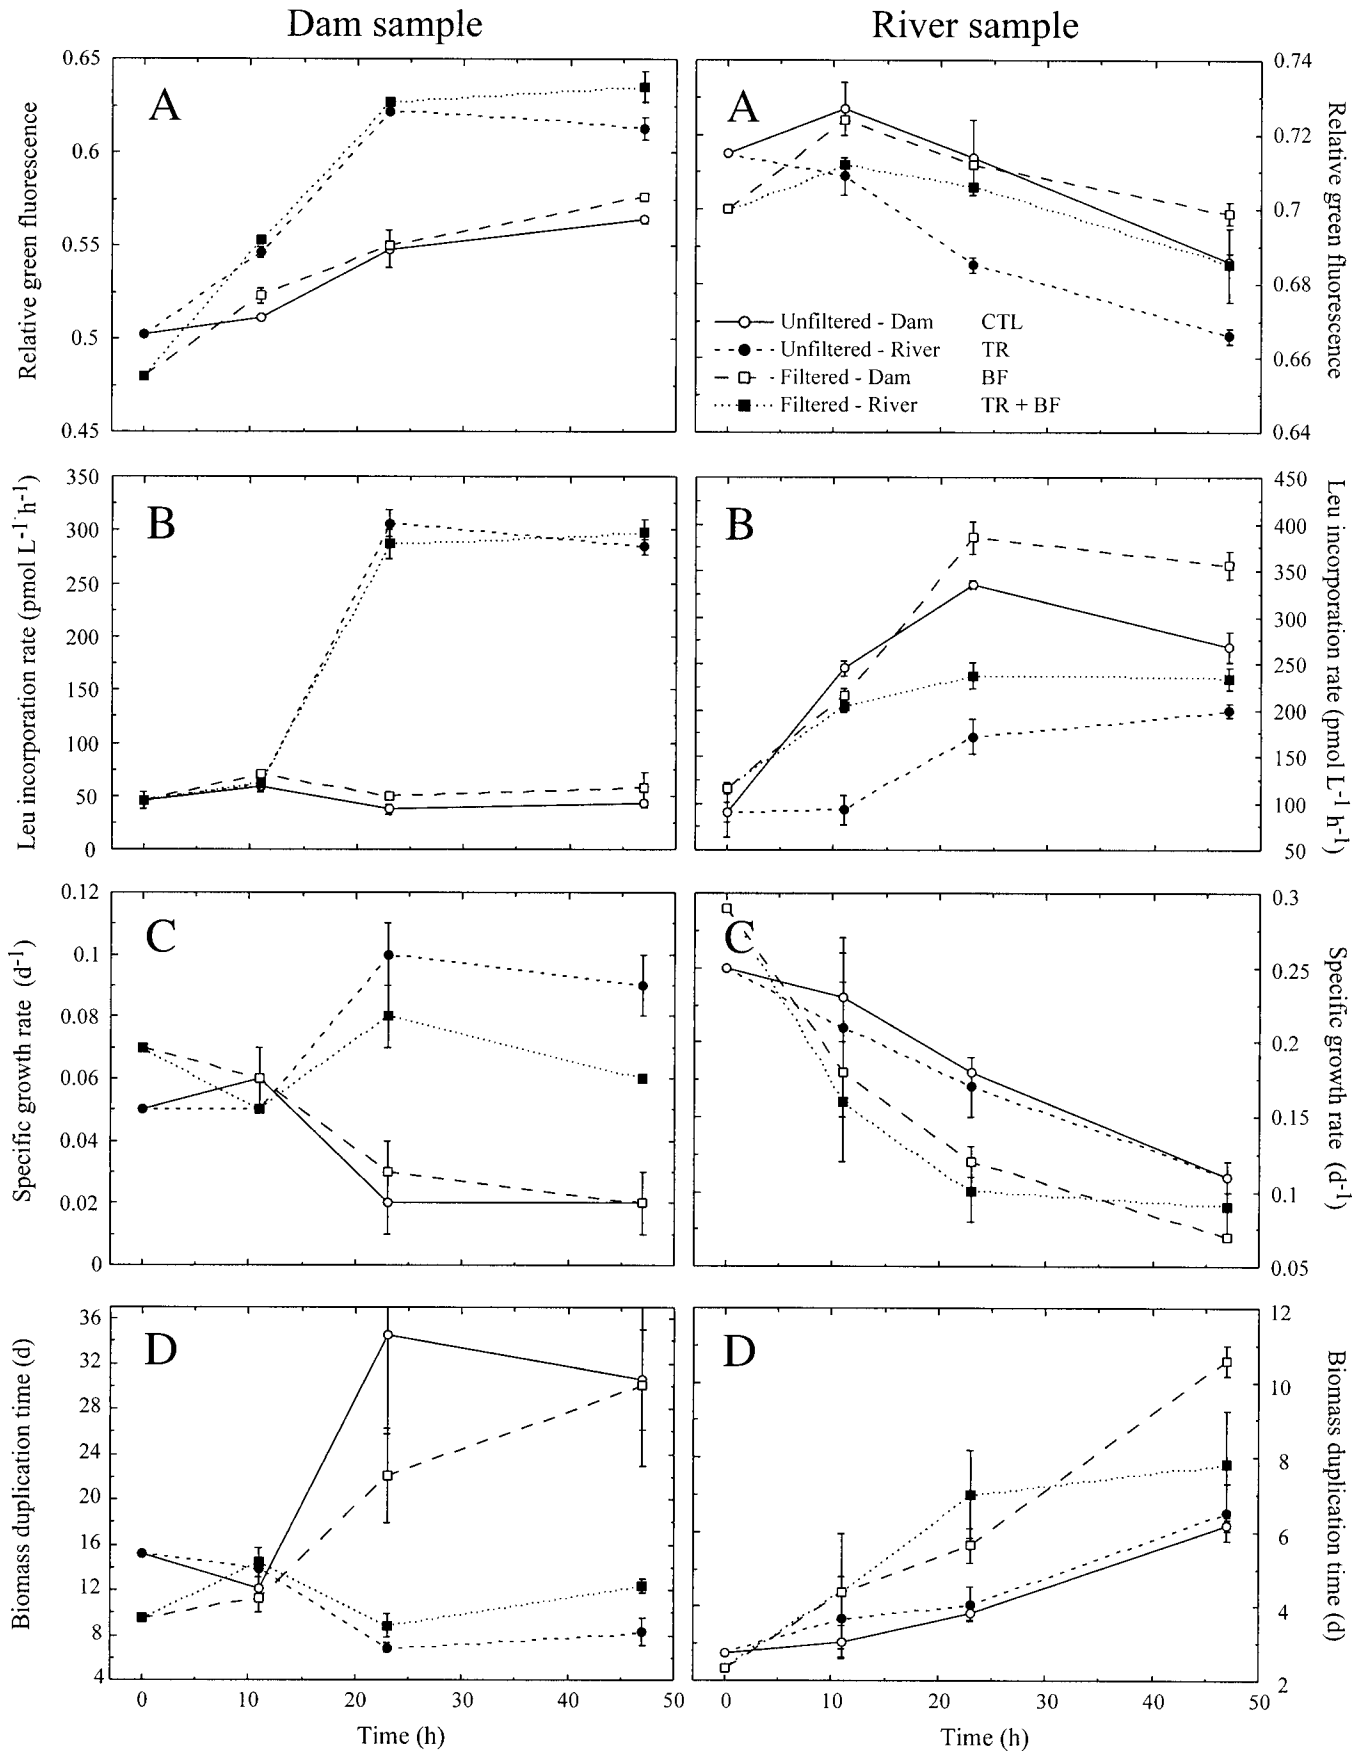 Dam sample
River sample
A
Relative green fluorescence
0.65
0.6
0.55
0.5
0.45
A
Relative green fluorescence
0.74
0.72
0.7
0.68
0.66
0.64
Unfiltered - Dam CTL
Unfiltered - River TR
Filtered - Dam BF
Filtered - River TR + BF
B
Leu incorporation rate (pmol L⁻¹ h⁻¹)
350
300
250
200
150
100
50
0
B
Leu incorporation rate (pmol L⁻¹ h⁻¹)
450
400
350
300
250
200
150
100
50
C
Specific growth rate (d⁻¹)
0.12
0.1
0.08
0.06
0.04
0.02
0
C
Specific growth rate (d⁻¹)
0.3
0.25
0.2
0.15
0.1
0.05
D
Biomass duplication time (d)
36
32
28
24
20
16
12
8
4
0 10 20 30 40 50
Time (h)
D
Biomass duplication time (d)
12
10
8
6
4
2
0 10 20 30 40 50
Time (h)